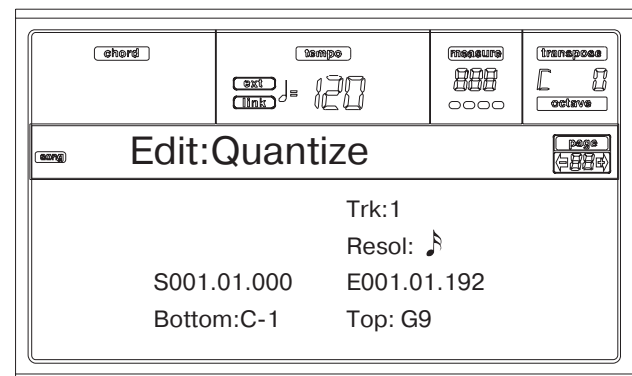 chord tempo measure transpose
ext link ♩= 120 888 C 0
octave
song Edit:Quantize page
88
Trk:1
Resol: 𝅘𝅥𝅯
S001.01.000 E001.01.192
Bottom:C-1 Top: G9